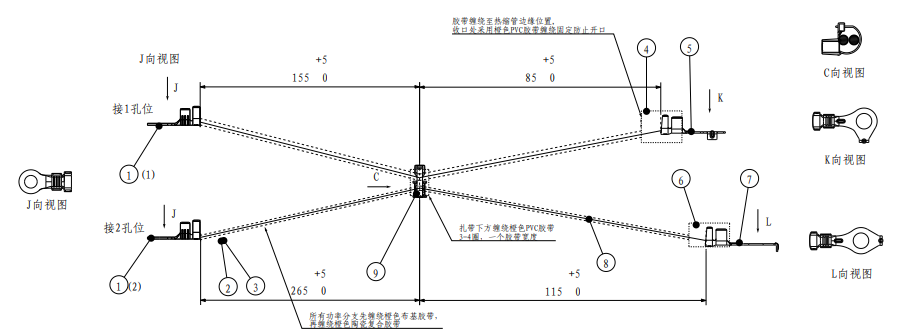 胶带缠绕至热缩管边缘位置，
收口处采用橙色PVC胶带缠绕固定防止开口
J向视图
+5
155 0
+5
85 0
4
5
C向视图
J
K
接1孔位
1 (1)
K向视图
J向视图
C
6
7
接2孔位
J
L
扎带下方缠绕橙色PVC胶带
3-4圈，一个胶带宽度
L向视图
1 (2)
2
3
9
8
+5
265 0
+5
115 0
所有功率分支先缠绕橙色布基胶带，
再缠绕橙色陶瓷复合胶带